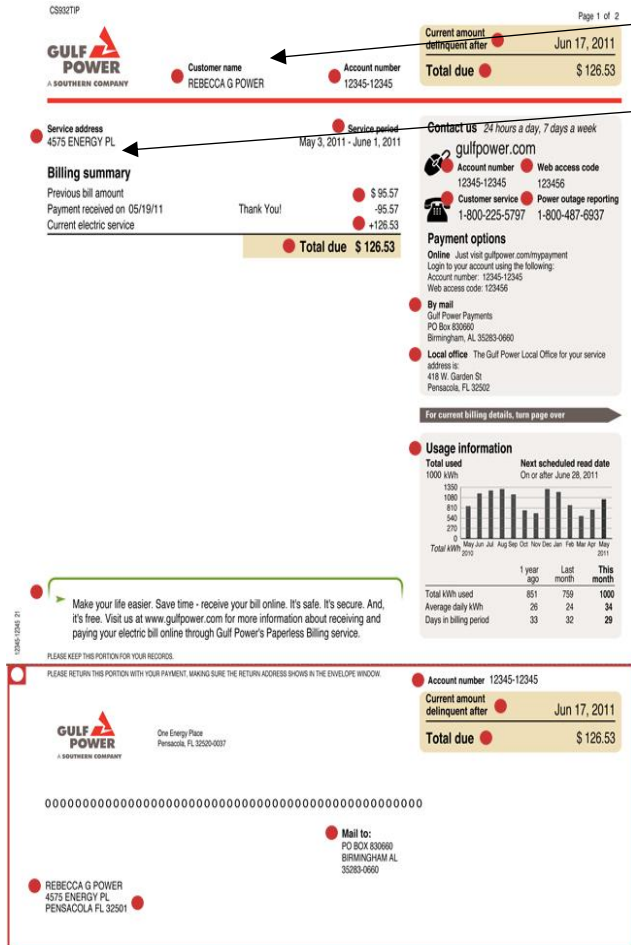 CS932TIP
Page 1 of 2
GULF
POWER
A SOUTHERN COMPANY
Customer name
REBECCA G POWER
Account number
12345-12345
Current amount
delinquent after
Jun 17, 2011
Total due
$ 126.53
Service address
4575 ENERGY PL
Service period
May 3, 2011 - June 1, 2011
Billing summary
Previous bill amount $ 95.57
Payment received on 05/19/11 Thank You! -95.57
Current electric service +126.53
Total due $ 126.53
Contact us 24 hours a day, 7 days a week
gulfpower.com
Account number Web access code
12345-12345 123456
Customer service Power outage reporting
1-800-225-5797 1-800-487-6937
Payment options
Online Just visit gulfpower.com/mypayment
Login to your account using the following:
Account number: 12345-12345
Web access code: 123456
By mail
Gulf Power Payments
PO Box 830660
Birmingham, AL 35283-0660
Local office The Gulf Power Local Office for your service
address is:
418 W. Garden St
Pensacola, FL 32502
For current billing details, turn page over
Usage information
Total used Next scheduled read date
1000 kWh On or after June 28, 2011
1350
1080
810
540
270
0
Total kWh
May Jun Jul Aug Sep Oct Nov Dec Jan Feb Mar Apr May
2010 2011
1 year Last This
ago month month
Total kWh used 851 759 1000
Average daily kWh 26 24 34
Days in billing period 33 32 29
Make your life easier. Save time - receive your bill online. It's safe. It's secure. And,
it's free. Visit us at www.gulfpower.com for more information about receiving and
paying your electric bill online through Gulf Power's Paperless Billing service.
12345-12345 21
PLEASE KEEP THIS PORTION FOR YOUR RECORDS.
PLEASE RETURN THIS PORTION WITH YOUR PAYMENT, MAKING SURE THE RETURN ADDRESS SHOWS IN THE ENVELOPE WINDOW.
Account number 12345-12345
Current amount
delinquent after
Jun 17, 2011
Total due
$ 126.53
GULF
POWER
A SOUTHERN COMPANY
One Energy Place
Pensacola, FL 32520-0037
00000000000000000000000000000000000000000000000000
Mail to:
PO BOX 830660
BIRMINGHAM AL
35283-0660
REBECCA G POWER
4575 ENERGY PL
PENSACOLA FL 32501